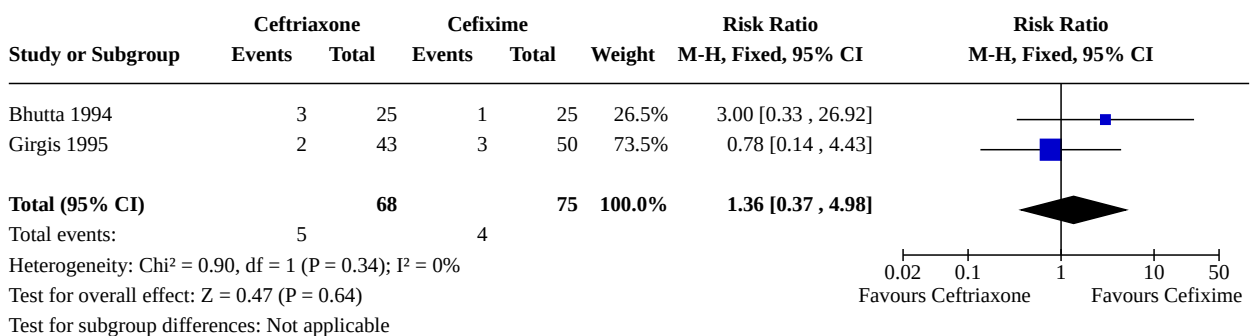 Ceftriaxone Cefixime Risk Ratio Risk Ratio
Study or Subgroup Events Total Events Total Weight M-H, Fixed, 95% CI M-H, Fixed, 95% CI
Bhutta 1994 3 25 1 25 26.5% 3.00 [0.33 , 26.92]
Girgis 1995 2 43 3 50 73.5% 0.78 [0.14 , 4.43]
Total (95% CI) 68 75 100.0% 1.36 [0.37 , 4.98]
Total events: 5 4
Heterogeneity: Chi² = 0.90, df = 1 (P = 0.34); I² = 0%
0.02 0.1 1 10 50
Test for overall effect: Z = 0.47 (P = 0.64)
Favours Ceftriaxone Favours Cefixime
Test for subgroup differences: Not applicable